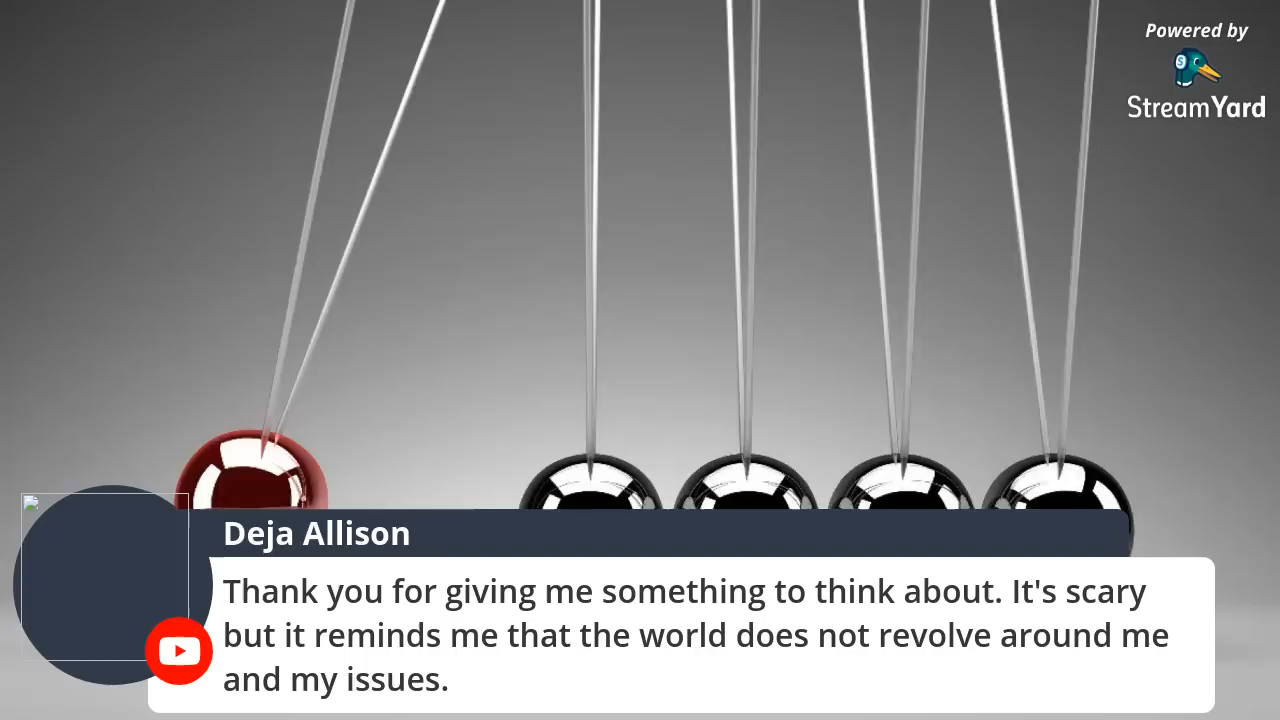 Powered by
StreamYard
Deja Allison
Thank you for giving me something to think about. It's scary
but it reminds me that the world does not revolve around me
and my issues.